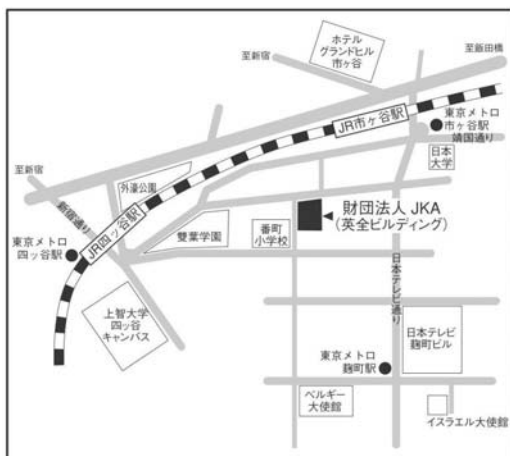 ホテル
グランドヒル
市ヶ谷
至新宿
至飯田橋
JR市ヶ谷駅
東京メトロ
市ヶ谷駅
靖国通り
日本
大学
至新宿
外濠公園
新宿通り
JR四ッ谷駅
東京メトロ
四ッ谷駅
雙葉学園
番町
小学校
財団法人 JKA
(英全ビルディング)
日本テレビ通り
上智大学
四ッ谷
キャンパス
日本テレビ
麹町ビル
東京メトロ
麹町駅
ベルギー
大使館
イスラエル大使館